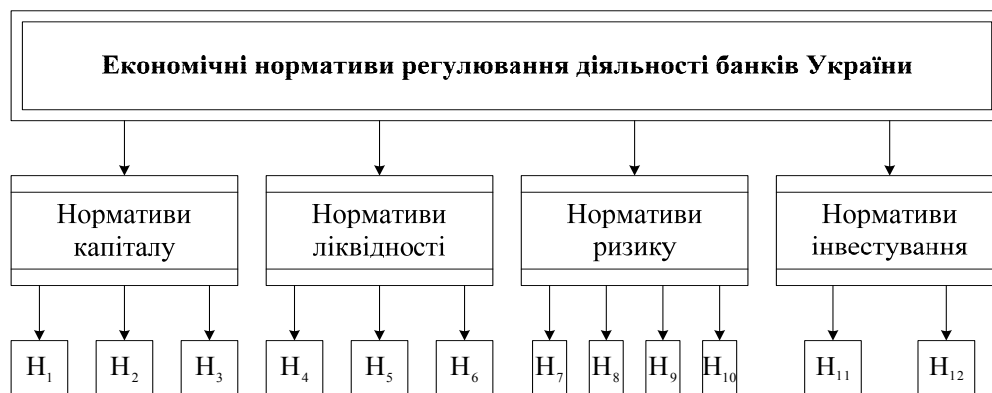 Економічні нормативи регулювання діяльності банків України
Нормативи
капіталу
Нормативи
ліквідності
Нормативи
ризику
Нормативи
інвестування
Н1
Н2
Н3
Н4
Н5
Н6
Н7
Н8
Н9
Н10
Н11
Н12